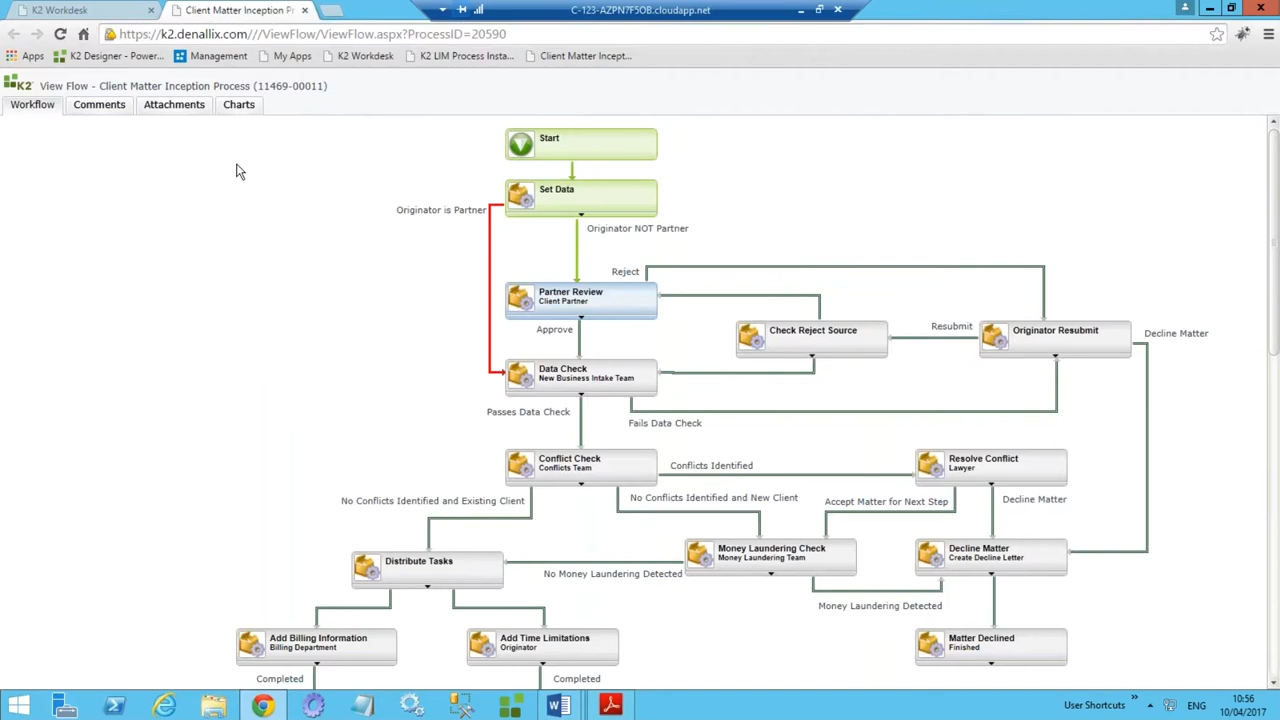 K2 Workdesk
Client Matter Inception Pr
C-123-AZPN7F5OB.cloudapp.net
https://k2.denallix.com///ViewFlow/ViewFlow.aspx?ProcessID=20590
Apps
K2 Designer - Power...
Management
My Apps
K2 Workdesk
K2 LIM Process Insta...
Client Matter Incept...
K2 View Flow - Client Matter Inception Process (11469-00011)
Workflow
Comments
Attachments
Charts
Start
Set Data
Originator is Partner
Originator NOT Partner
Reject
Partner Review
Client Partner
Approve
Check Reject Source
Resubmit
Originator Resubmit
Decline Matter
Data Check
New Business Intake Team
Passes Data Check
Fails Data Check
Conflict Check
Conflicts Team
Conflicts Identified
Resolve Conflict
Lawyer
No Conflicts Identified and Existing Client
No Conflicts Identified and New Client
Accept Matter for Next Step
Decline Matter
Distribute Tasks
No Money Laundering Detected
Money Laundering Check
Money Laundering Team
Decline Matter
Create Decline Letter
Money Laundering Detected
Add Billing Information
Billing Department
Add Time Limitations
Originator
Matter Declined
Finished
Completed
Completed
User Shortcuts
ENG
10:56
10/04/2017